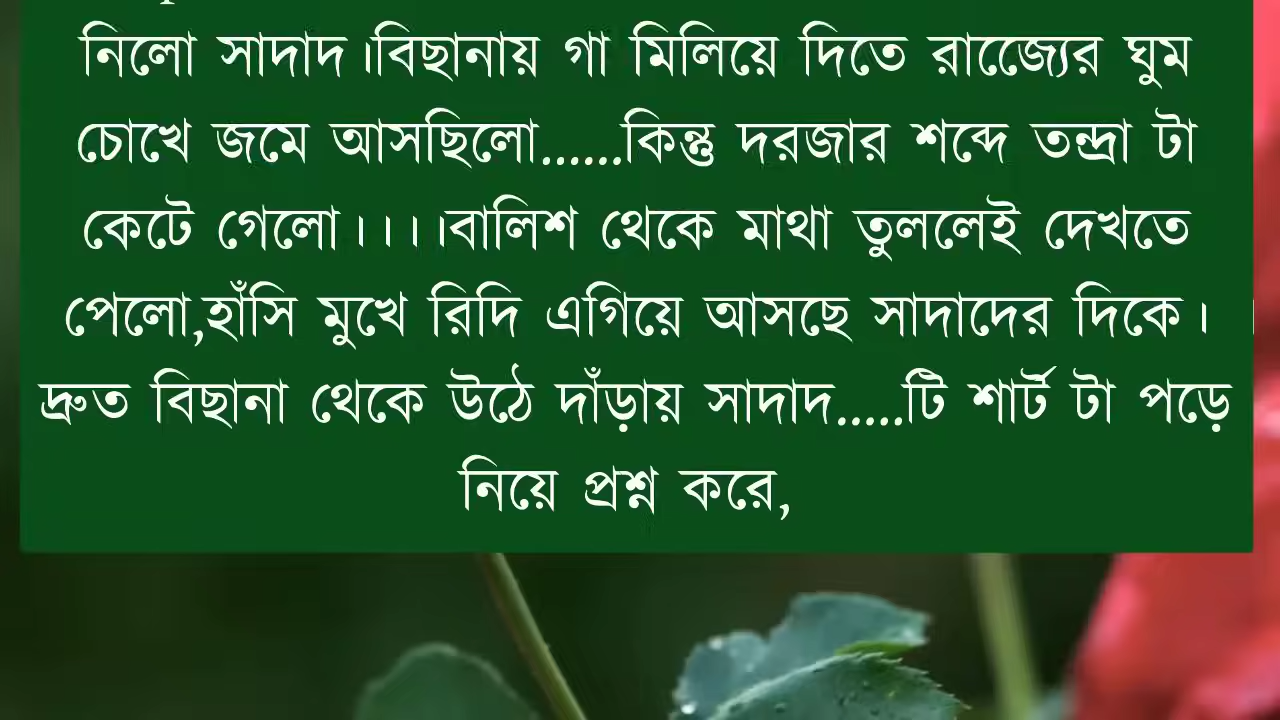 নিলো সাদাদ।বিছানায় গা মিলিয়ে দিতে রাজ্যের ঘুম
চোখে জমে আসছিলো......কিন্তু দরজার শব্দে তন্দ্রা টা
কেটে গেলো।।।।বালিশ থেকে মাথা তুললেই দেখতে
পেলো,হাঁসি মুখে রিদি এগিয়ে আসছে সাদাদের দিকে।
দ্রুত বিছানা থেকে উঠে দাঁড়ায় সাদাদ.....টি শার্ট টা পড়ে
নিয়ে প্রশ্ন করে,